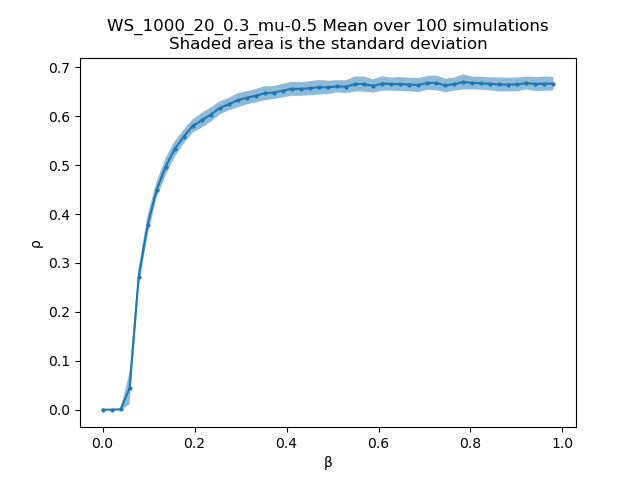 WS_1000_20_0.3_mu-0.5 Mean over 100 simulations
Shaded area is the standard deviation
0.7
0.6
0.5
0.4
0.3
0.2
0.1
0.0
ρ
0.0 0.2 0.4 0.6 0.8 1.0
β